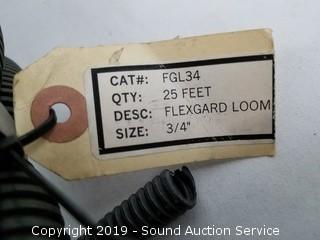 CAT#: FGL34
QTY: 25 FEET
DESC: FLEXGARD LOOM
SIZE: 3/4"
Copyright 2019 - Sound Auction Service